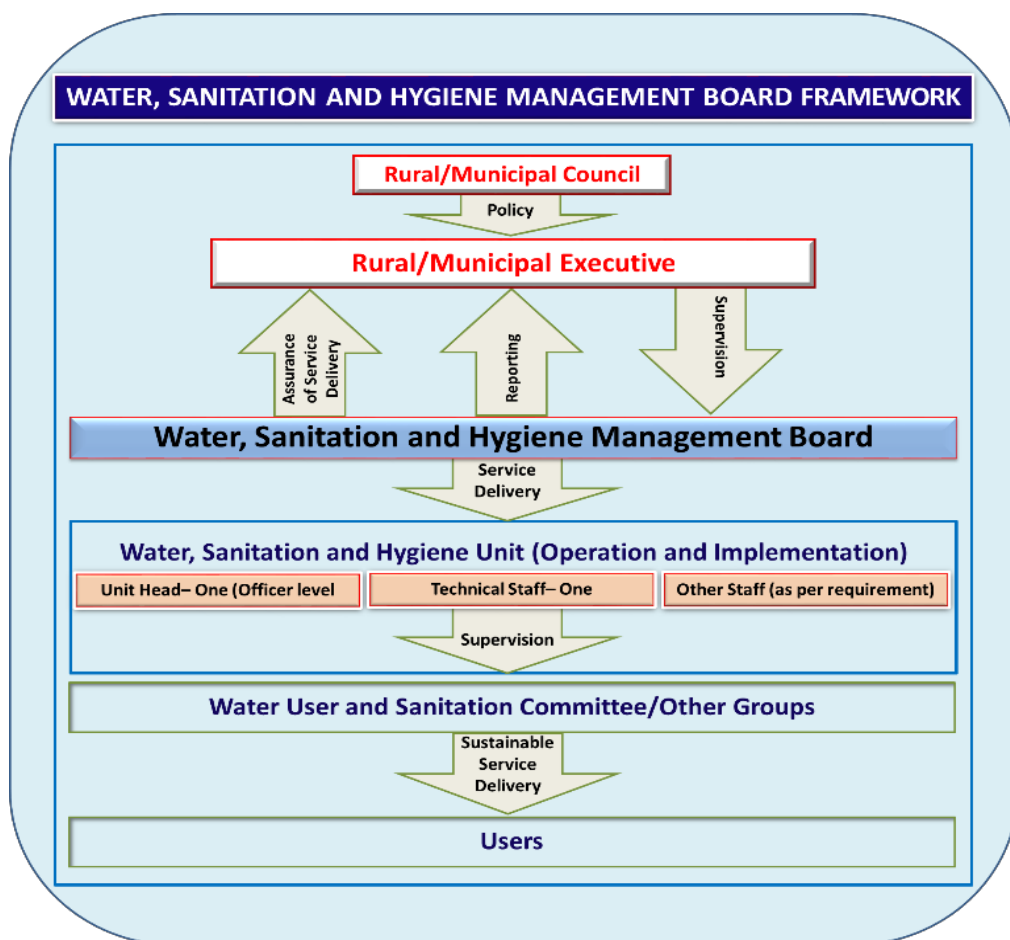 WATER, SANITATION AND HYGIENE MANAGEMENT BOARD FRAMEWORK
Rural/Municipal Council
Policy
Rural/Municipal Executive
Assurance
of Service
Delivery
Reporting
Supervision
Water, Sanitation and Hygiene Management Board
Service
Delivery
Water, Sanitation and Hygiene Unit (Operation and Implementation)
Unit Head– One (Officer level
Technical Staff– One
Other Staff (as per requirement)
Supervision
Water User and Sanitation Committee/Other Groups
Sustainable
Service
Delivery
Users